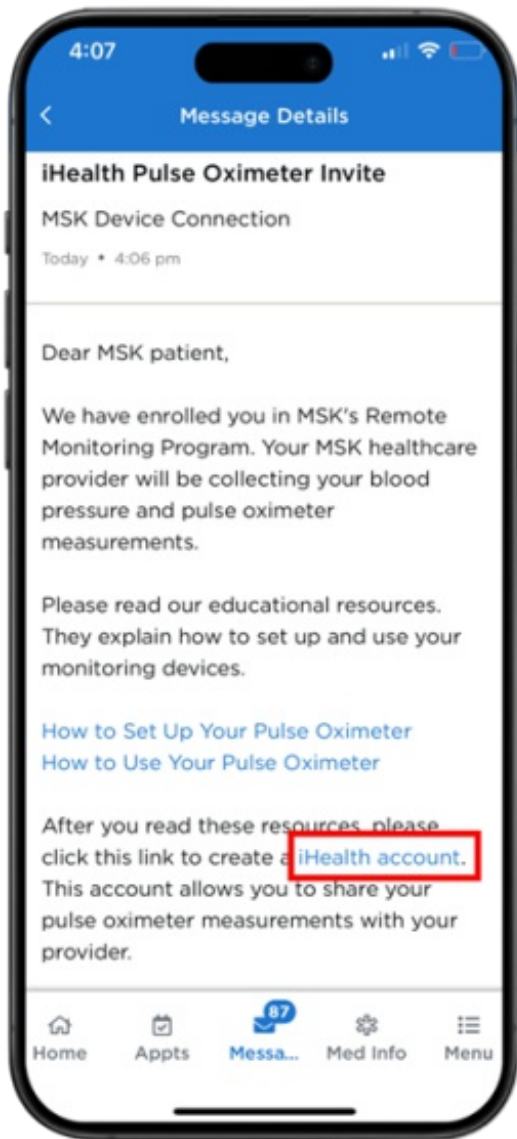 4:07
Message Details
iHealth Pulse Oximeter Invite
MSK Device Connection
Today • 4:06 pm
Dear MSK patient,
We have enrolled you in MSK's Remote
Monitoring Program. Your MSK healthcare
provider will be collecting your blood
pressure and pulse oximeter
measurements.
Please read our educational resources.
They explain how to set up and use your
monitoring devices.
How to Set Up Your Pulse Oximeter
How to Use Your Pulse Oximeter
After you read these resources, please
click this link to create a iHealth account.
This account allows you to share your
pulse oximeter measurements with your
provider.
87
Home Appts Messa... Med Info Menu